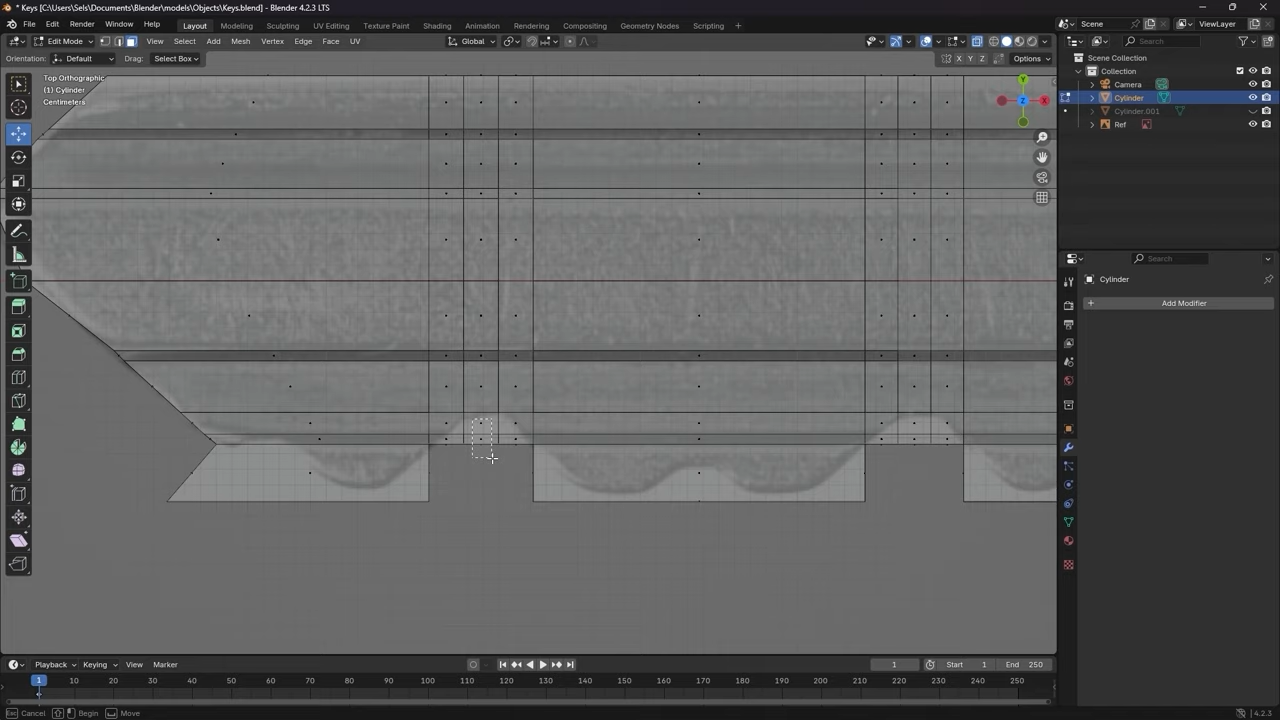 * Keys [C:\Users\Sels\Documents\Blender\models\Objects\Keys.blend] - Blender 4.2.3 LTS
File Edit Render Window Help Layout Modeling Sculpting UV Editing Texture Paint Shading Animation Rendering Compositing Geometry Nodes Scripting + Scene ViewLayer
Edit Mode View Select Add Mesh Vertex Edge Face UV Global Search
Orientation: Default Drag: Select Box X Y Z Options
Scene Collection
Collection
Camera
Cylinder
Cylinder.001
Ref
Top Orthographic
(1) Cylinder
Centimeters
Y
Z
X
Search
Cylinder
+ Add Modifier
Playback Keying View Marker 1 Start 1 End 250
1 10 20 30 40 50 60 70 80 90 100 110 120 130 140 150 160 170 180 190 200 210 220 230 240 250
Cancel Begin Move 4.2.3